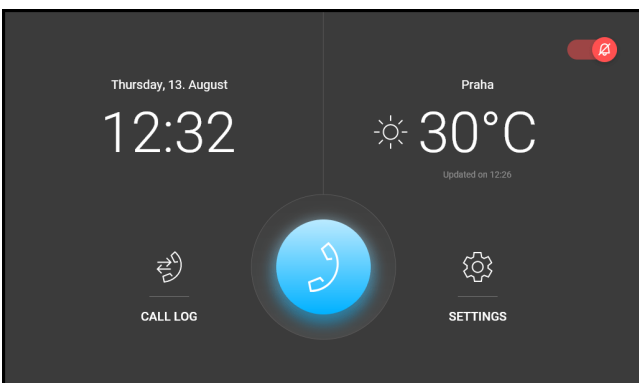 Thursday, 13. August
12:32
Praha
30°C
Updated on 12:26
CALL LOG
SETTINGS